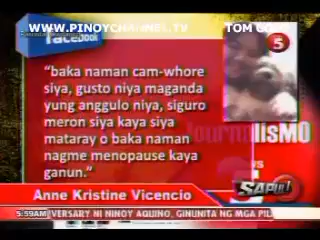 WWW.PINOYCHANNEL.TV TOM
facebook
5
"baka naman cam-whore
siya, gusto niya maganda
yung anggulo niya, siguro
meron siya kaya siya
mataray o baka naman
nagme menopause kaya
ganun."
JournalisMO
Anne Kristine Vicencio
SAPUL
5:59AM VERSARY NI NINOY AQUINO, GINUNITA NG MGA PIL